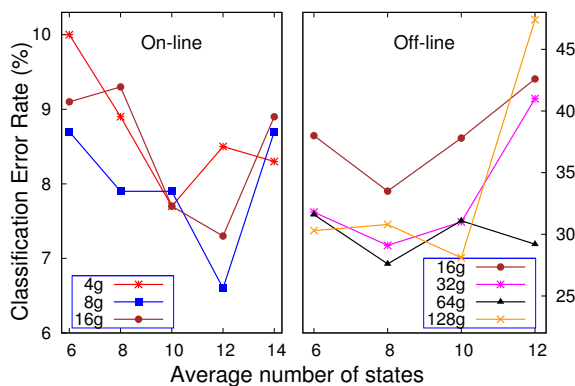 On-line
Off-line
Classification Error Rate (%)
10
9
8
7
6
45
40
35
30
25
4g
8g
16g
16g
32g
64g
128g
6 8 10 12 14
6 8 10 12
Average number of states